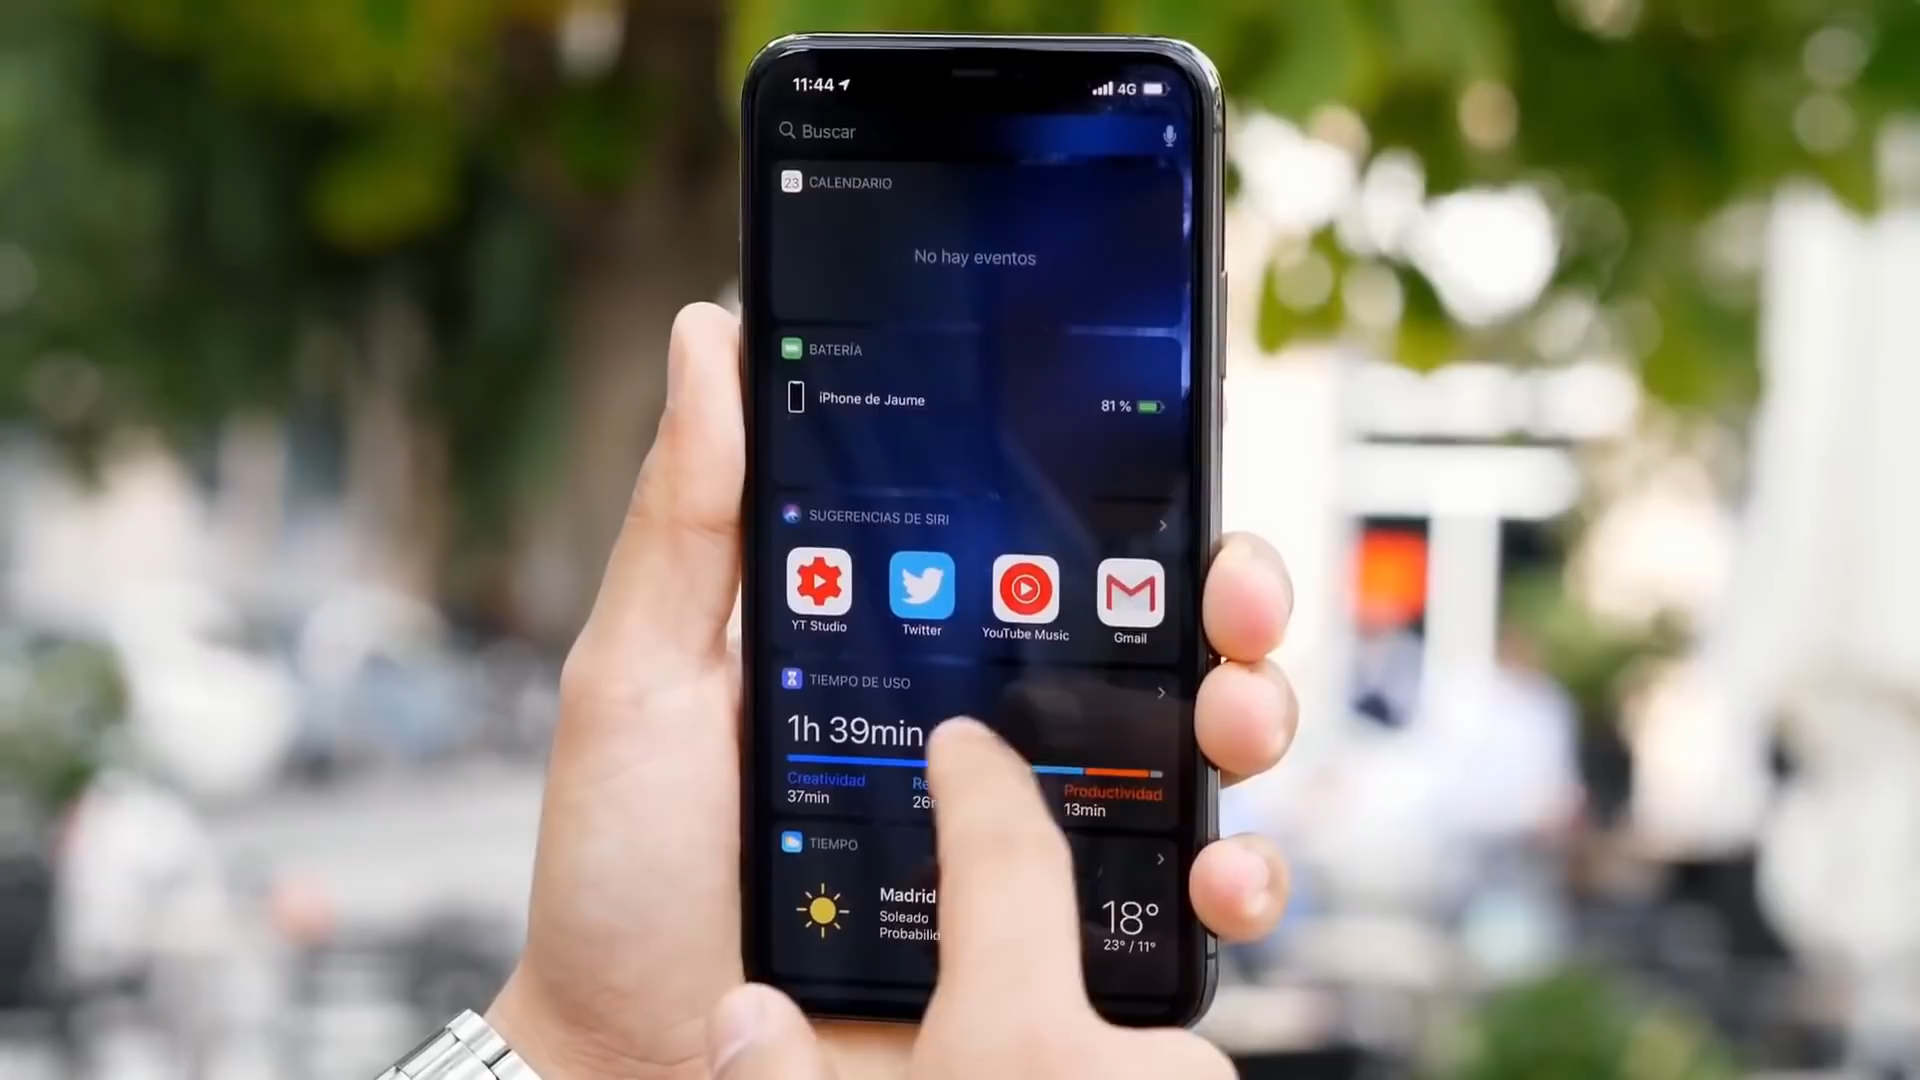 11:44
4G
Buscar
23 CALENDARIO
No hay eventos
BATERÍA
iPhone de Jaume
81 %
SUGERENCIAS DE SIRI
YT Studio
Twitter
YouTube Music
Gmail
TIEMPO DE USO
1h 39min
Creatividad
Productividad
37min
13min
TIEMPO
Madrid
Soleado
18°
23° / 11°